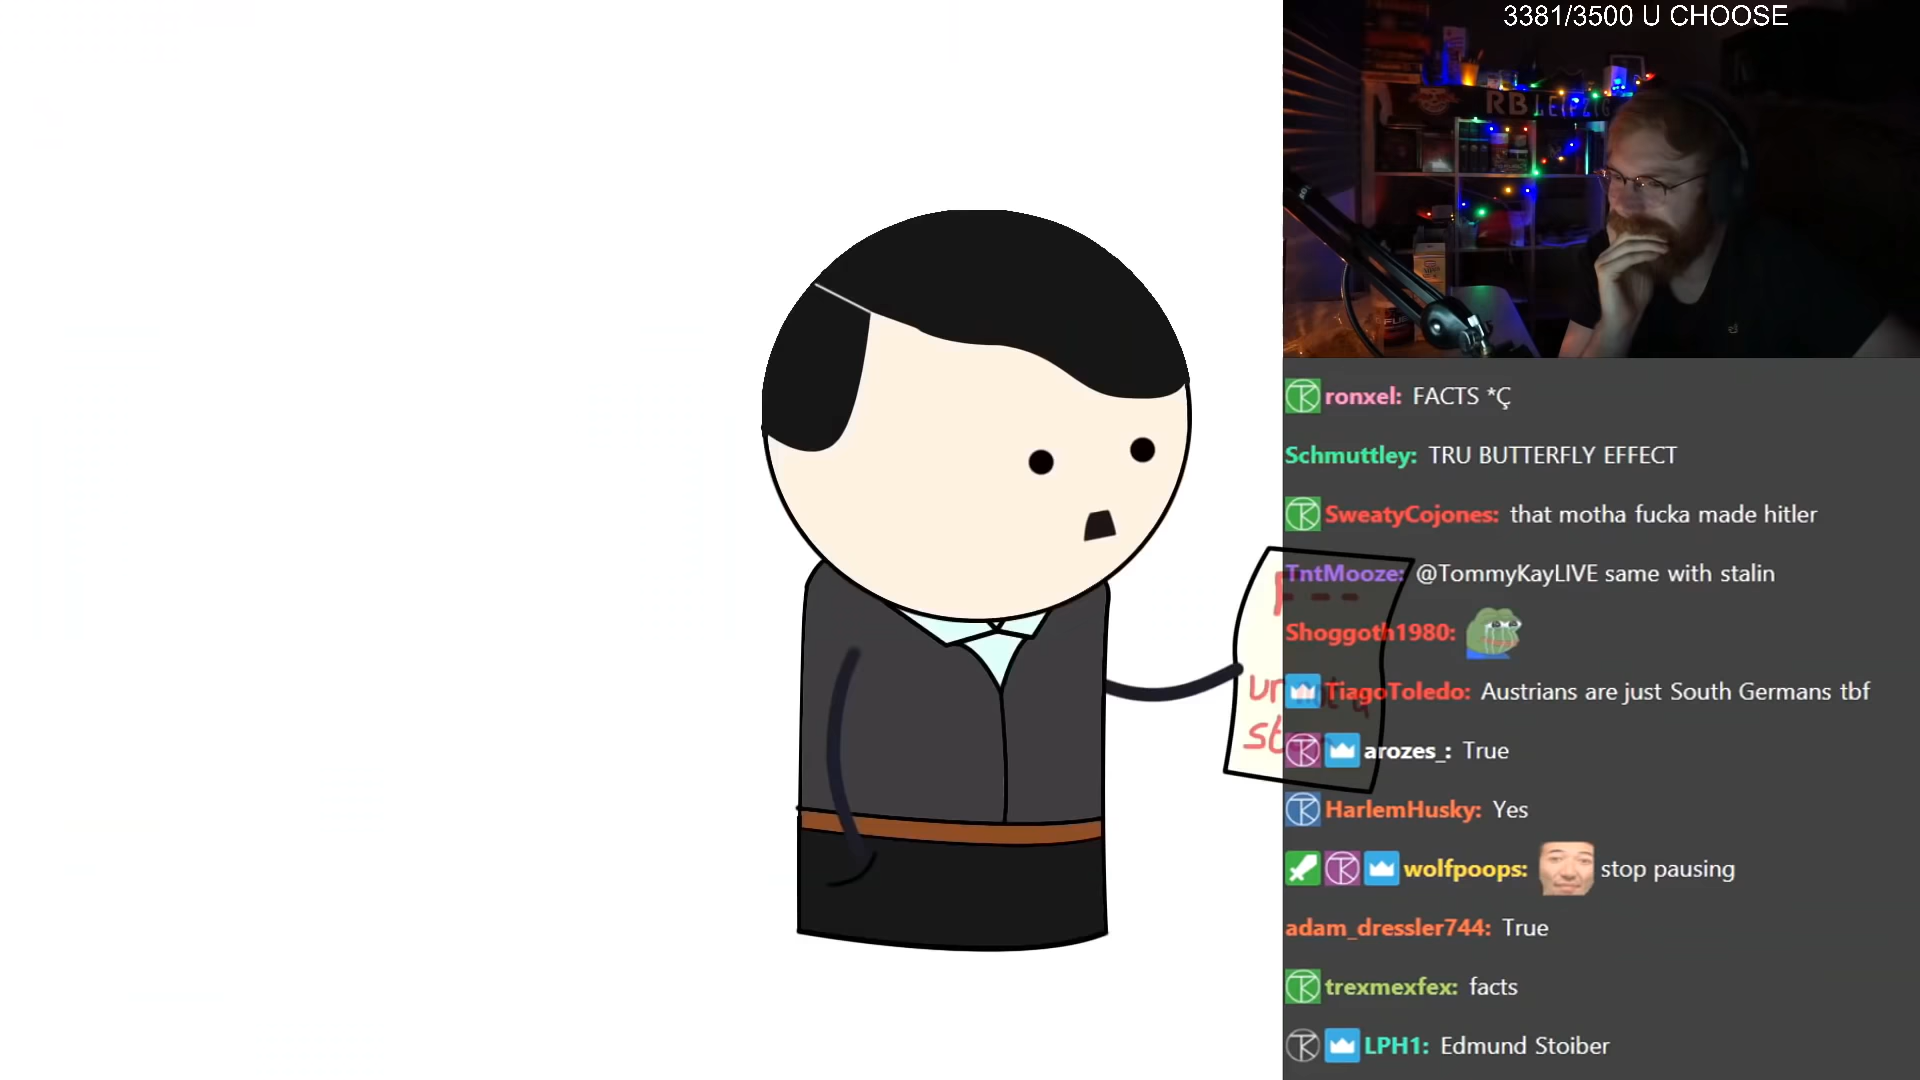 3381/3500 U CHOOSE
RB LEIPZIG
ronxel: FACTS *Ç
Schmuttley: TRU BUTTERFLY EFFECT
SweatyCojones: that motha fucka made hitler
TntMooze: @TommyKayLIVE same with stalin
Shoggoth1980:
TiagoToledo: Austrians are just South Germans tbf
arozes_: True
HarlemHusky: Yes
wolfpoops: stop pausing
adam_dressler744: True
trexmexfex: facts
LPH1: Edmund Stoiber